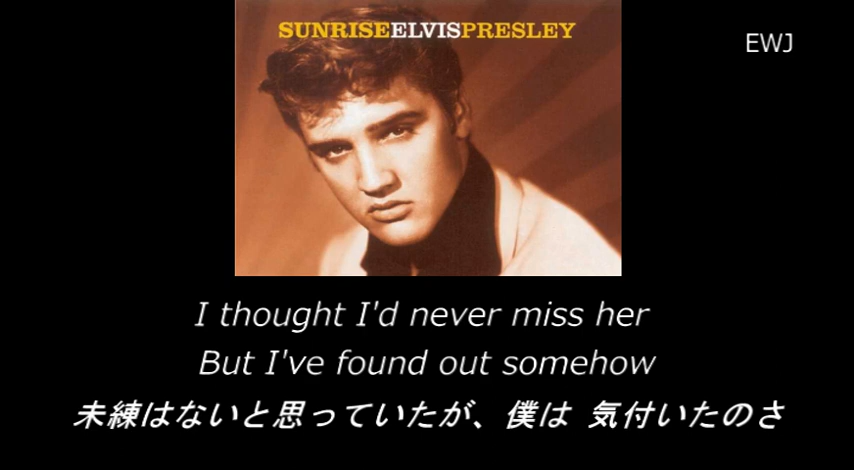 SUNRISEELVISPRESLEY
EWJ
I thought I'd never miss her
But I've found out somehow
未練はないと思っていたが、僕は 気付いたのさ